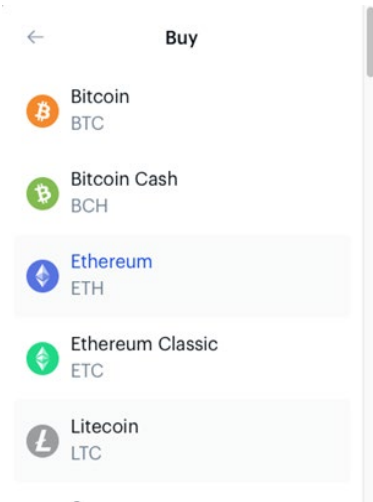 Buy
Bitcoin
BTC
Bitcoin Cash
BCH
Ethereum
ETH
Ethereum Classic
ETC
Litecoin
LTC